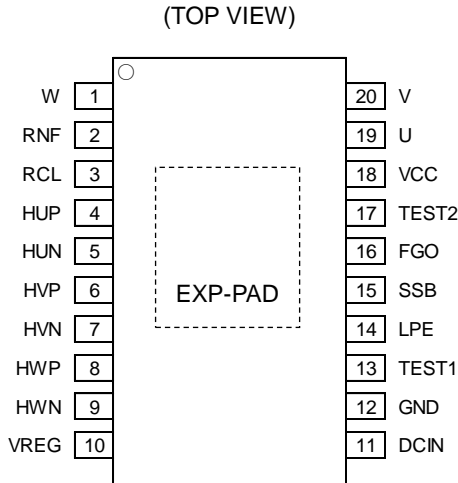 (TOP VIEW)
W 1 20 V
RNF 2 19 U
RCL 3 18 VCC
HUP 4 17 TEST2
HUN 5 16 FGO
HVP 6 EXP-PAD 15 SSB
HVN 7 14 LPE
HWP 8 13 TEST1
HWN 9 12 GND
VREG 10 11 DCIN